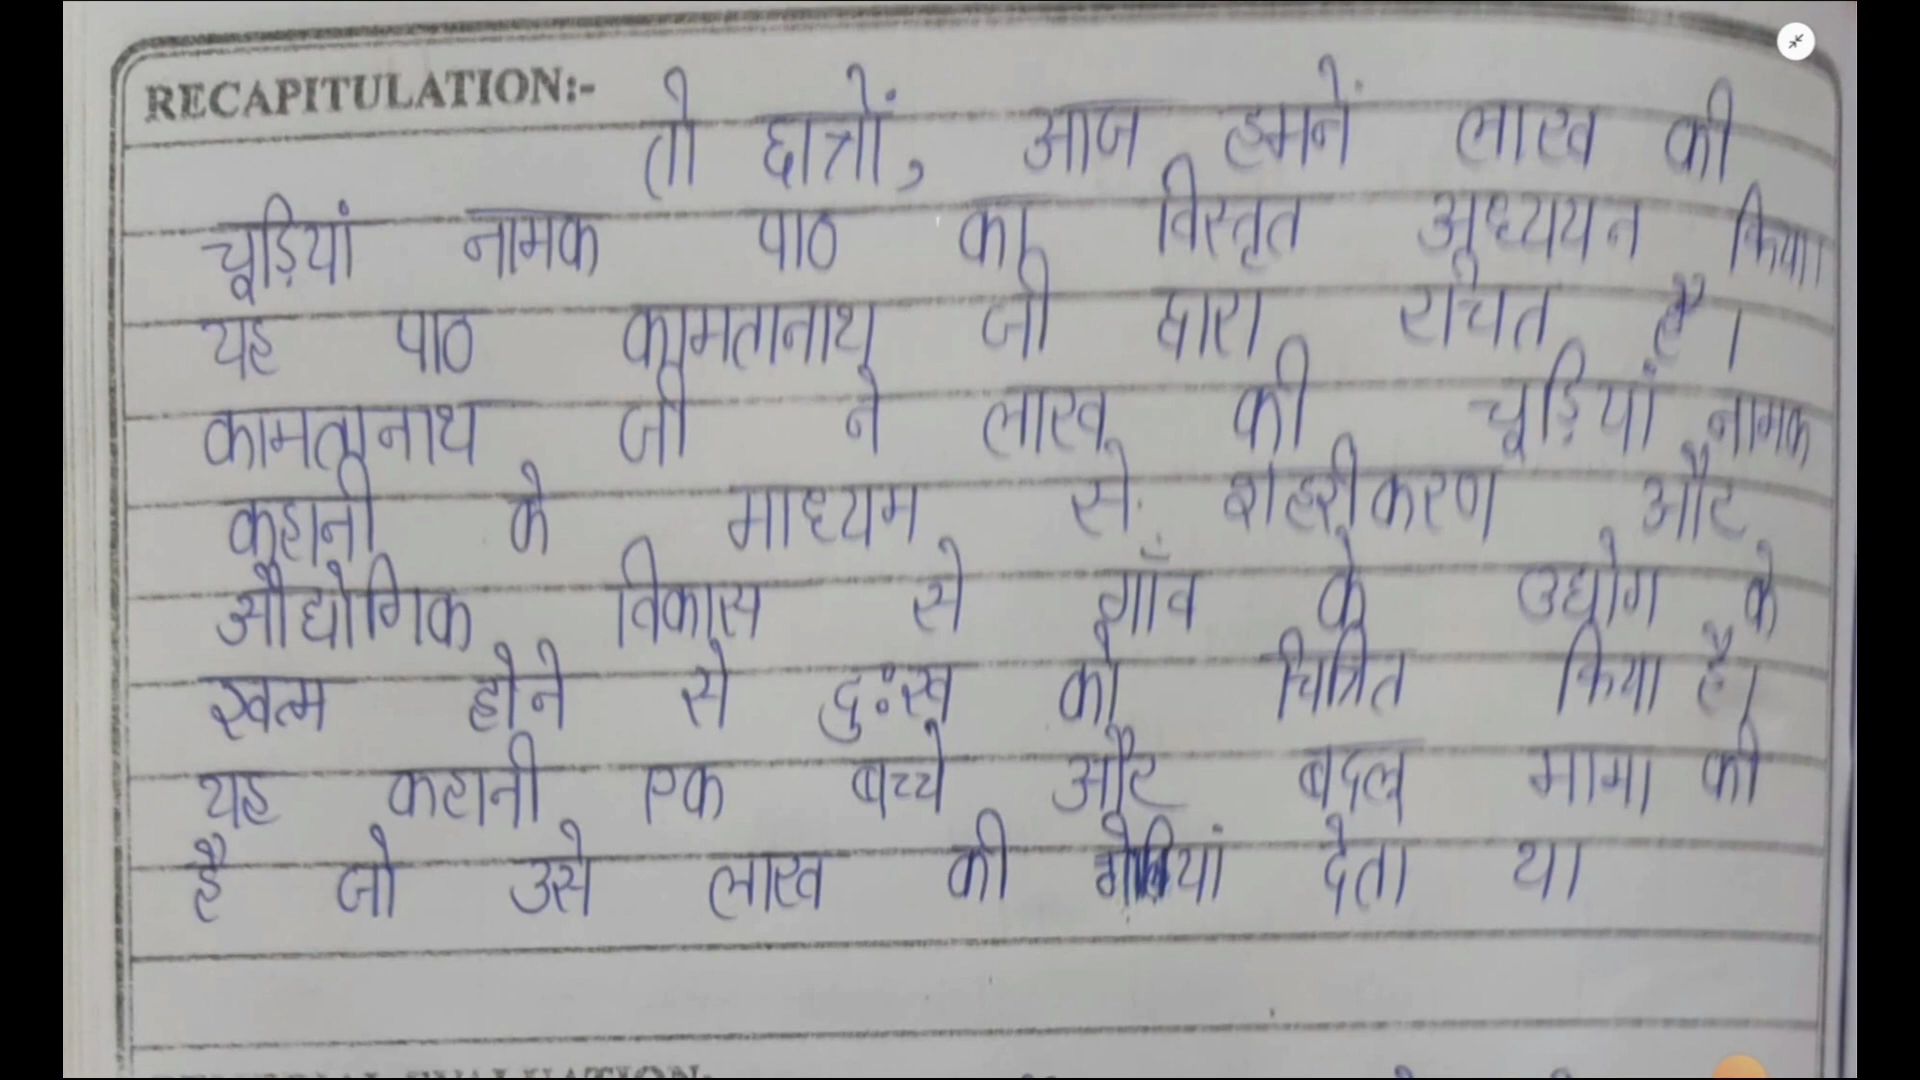 RECAPITULATION:-
तो छात्रों, आज हमनें लाख की
चूड़ियां नामक पाठ का विस्तृत अध्ययन किया।
यह पाठ कामतानाथ जी द्वारा रचित है।
कामतानाथ जी ने लाख की चूड़ियां नामक
कहानी के माध्यम से शहरीकरण और
औद्योगिक विकास से गाँव के उद्योग के
खत्म होने से दुःख को चित्रित किया है।
यह कहानी एक बच्चे और बदलू मामा की
है जो उसे लाख की देता था